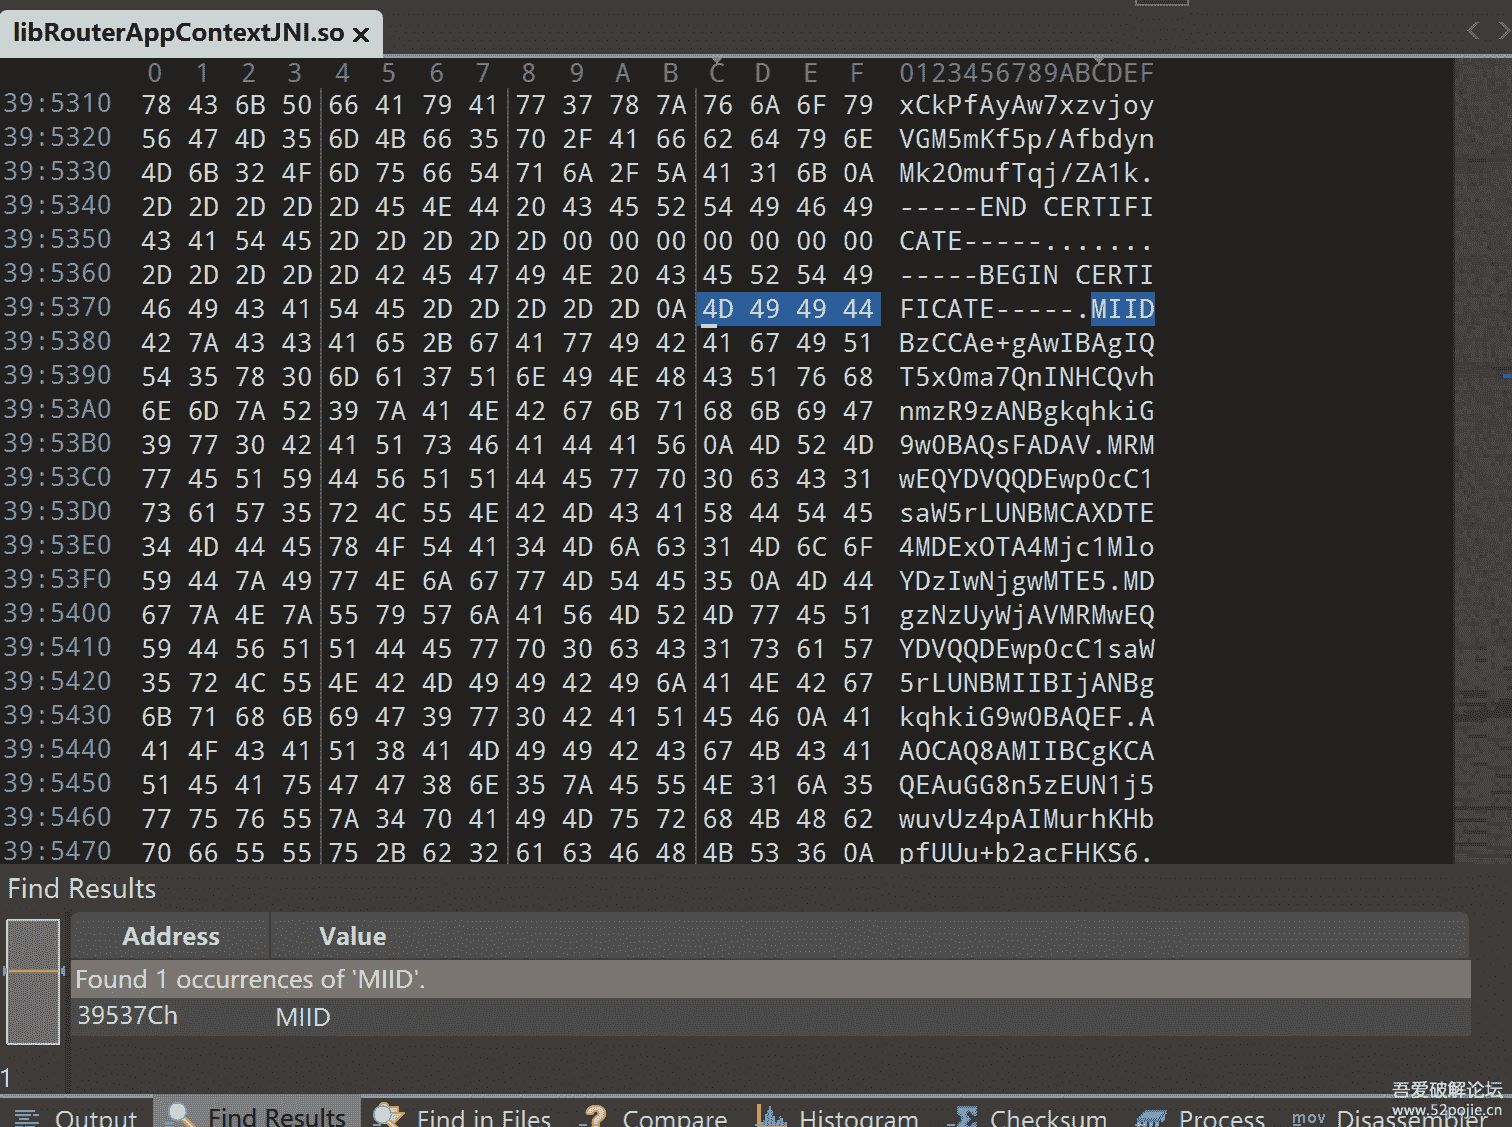 libRouterAppContextJNI.so ×
0 1 2 3 4 5 6 7 8 9 A B C D E F 0123456789ABCDEF
39:5310 78 43 6B 50 66 41 79 41 77 37 78 7A 76 6A 6F 79 xCkPfAyAw7xzvjoy
39:5320 56 47 4D 35 6D 4B 66 35 70 2F 41 66 62 64 79 6E VGM5mKf5p/Afbdyn
39:5330 4D 6B 32 4F 6D 75 66 54 71 6A 2F 5A 41 31 6B 0A Mk2OmufTqj/ZA1k.
39:5340 2D 2D 2D 2D 2D 45 4E 44 20 43 45 52 54 49 46 49 -----END CERTIFI
39:5350 43 41 54 45 2D 2D 2D 2D 2D 00 00 00 00 00 00 00 CATE-----.......
39:5360 2D 2D 2D 2D 2D 42 45 47 49 4E 20 43 45 52 54 49 -----BEGIN CERTI
39:5370 46 49 43 41 54 45 2D 2D 2D 2D 2D 0A 4D 49 49 44 FICATE-----.MIID
39:5380 42 7A 43 43 41 65 2B 67 41 77 49 42 41 67 49 51 BzCCAe+gAwIBAgIQ
39:5390 54 35 78 30 6D 61 37 51 6E 49 4E 48 43 51 76 68 T5x0ma7QnINHCQvh
39:53A0 6E 6D 7A 52 39 7A 41 4E 42 67 6B 71 68 6B 69 47 nmzR9zANBgkqhkiG
39:53B0 39 77 30 42 41 51 73 46 41 44 41 56 0A 4D 52 4D 9w0BAQsFADAV.MRM
39:53C0 77 45 51 59 44 56 51 51 44 45 77 70 30 63 43 31 wEQYDVQQDEwp0cC1
39:53D0 73 61 57 35 72 4C 55 4E 42 4D 43 41 58 44 54 45 saW5rLUNBMCAXDTE
39:53E0 34 4D 44 45 78 4F 54 41 34 4D 6A 63 31 4D 6C 6F 4MDExOTA4Mjc1Mlo
39:53F0 59 44 7A 49 77 4E 6A 67 77 4D 54 45 35 0A 4D 44 YDzIwNjgwMTE5.MD
39:5400 67 7A 4E 7A 55 79 57 6A 41 56 4D 52 4D 77 45 51 gzNzUyWjAVMRMwEQ
39:5410 59 44 56 51 51 44 45 77 70 30 63 43 31 73 61 57 YDVQQDEwp0cC1saW
39:5420 35 72 4C 55 4E 42 4D 49 49 42 49 6A 41 4E 42 67 5rLUNBMIIBIjANBg
39:5430 6B 71 68 6B 69 47 39 77 30 42 41 51 45 46 0A 41 kqhkiG9w0BAQEF.A
39:5440 41 4F 43 41 51 38 41 4D 49 49 42 43 67 4B 43 41 AOCAQ8AMIIBCgKCA
39:5450 51 45 41 75 47 47 38 6E 35 7A 45 55 4E 31 6A 35 QEAuGG8n5zEUN1j5
39:5460 77 75 76 55 7A 34 70 41 49 4D 75 72 68 4B 48 62 wuvUz4pAIMurhKHb
39:5470 70 66 55 55 75 2B 62 32 61 63 46 48 4B 53 36 0A pfUUu+b2acFHKS6.
Find Results
Address Value
Found 1 occurrences of 'MIID'.
39537Ch MIID
1
Output Find Results Find in Files Compare Histogram Checksum Process mov Disassembler
吾爱破解论坛
www.52pojie.cn